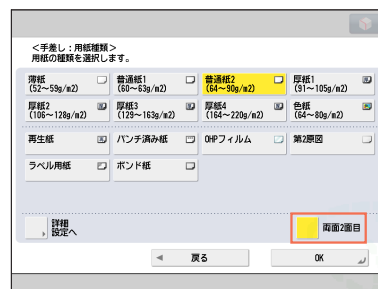 <手差し：用紙種類>
用紙の種類を選択します。
薄紙
(52～59g/m2)
普通紙1
(60～63g/m2)
普通紙2
(64～90g/m2)
厚紙1
(91～105g/m2)
厚紙2
(106～128g/m2)
厚紙3
(129～163g/m2)
厚紙4
(164～220g/m2)
色紙
(64～80g/m2)
再生紙
パンチ済み紙
OHPフィルム
第2原図
ラベル用紙
ボンド紙
詳細
設定へ
両面2面目
戻る
OK